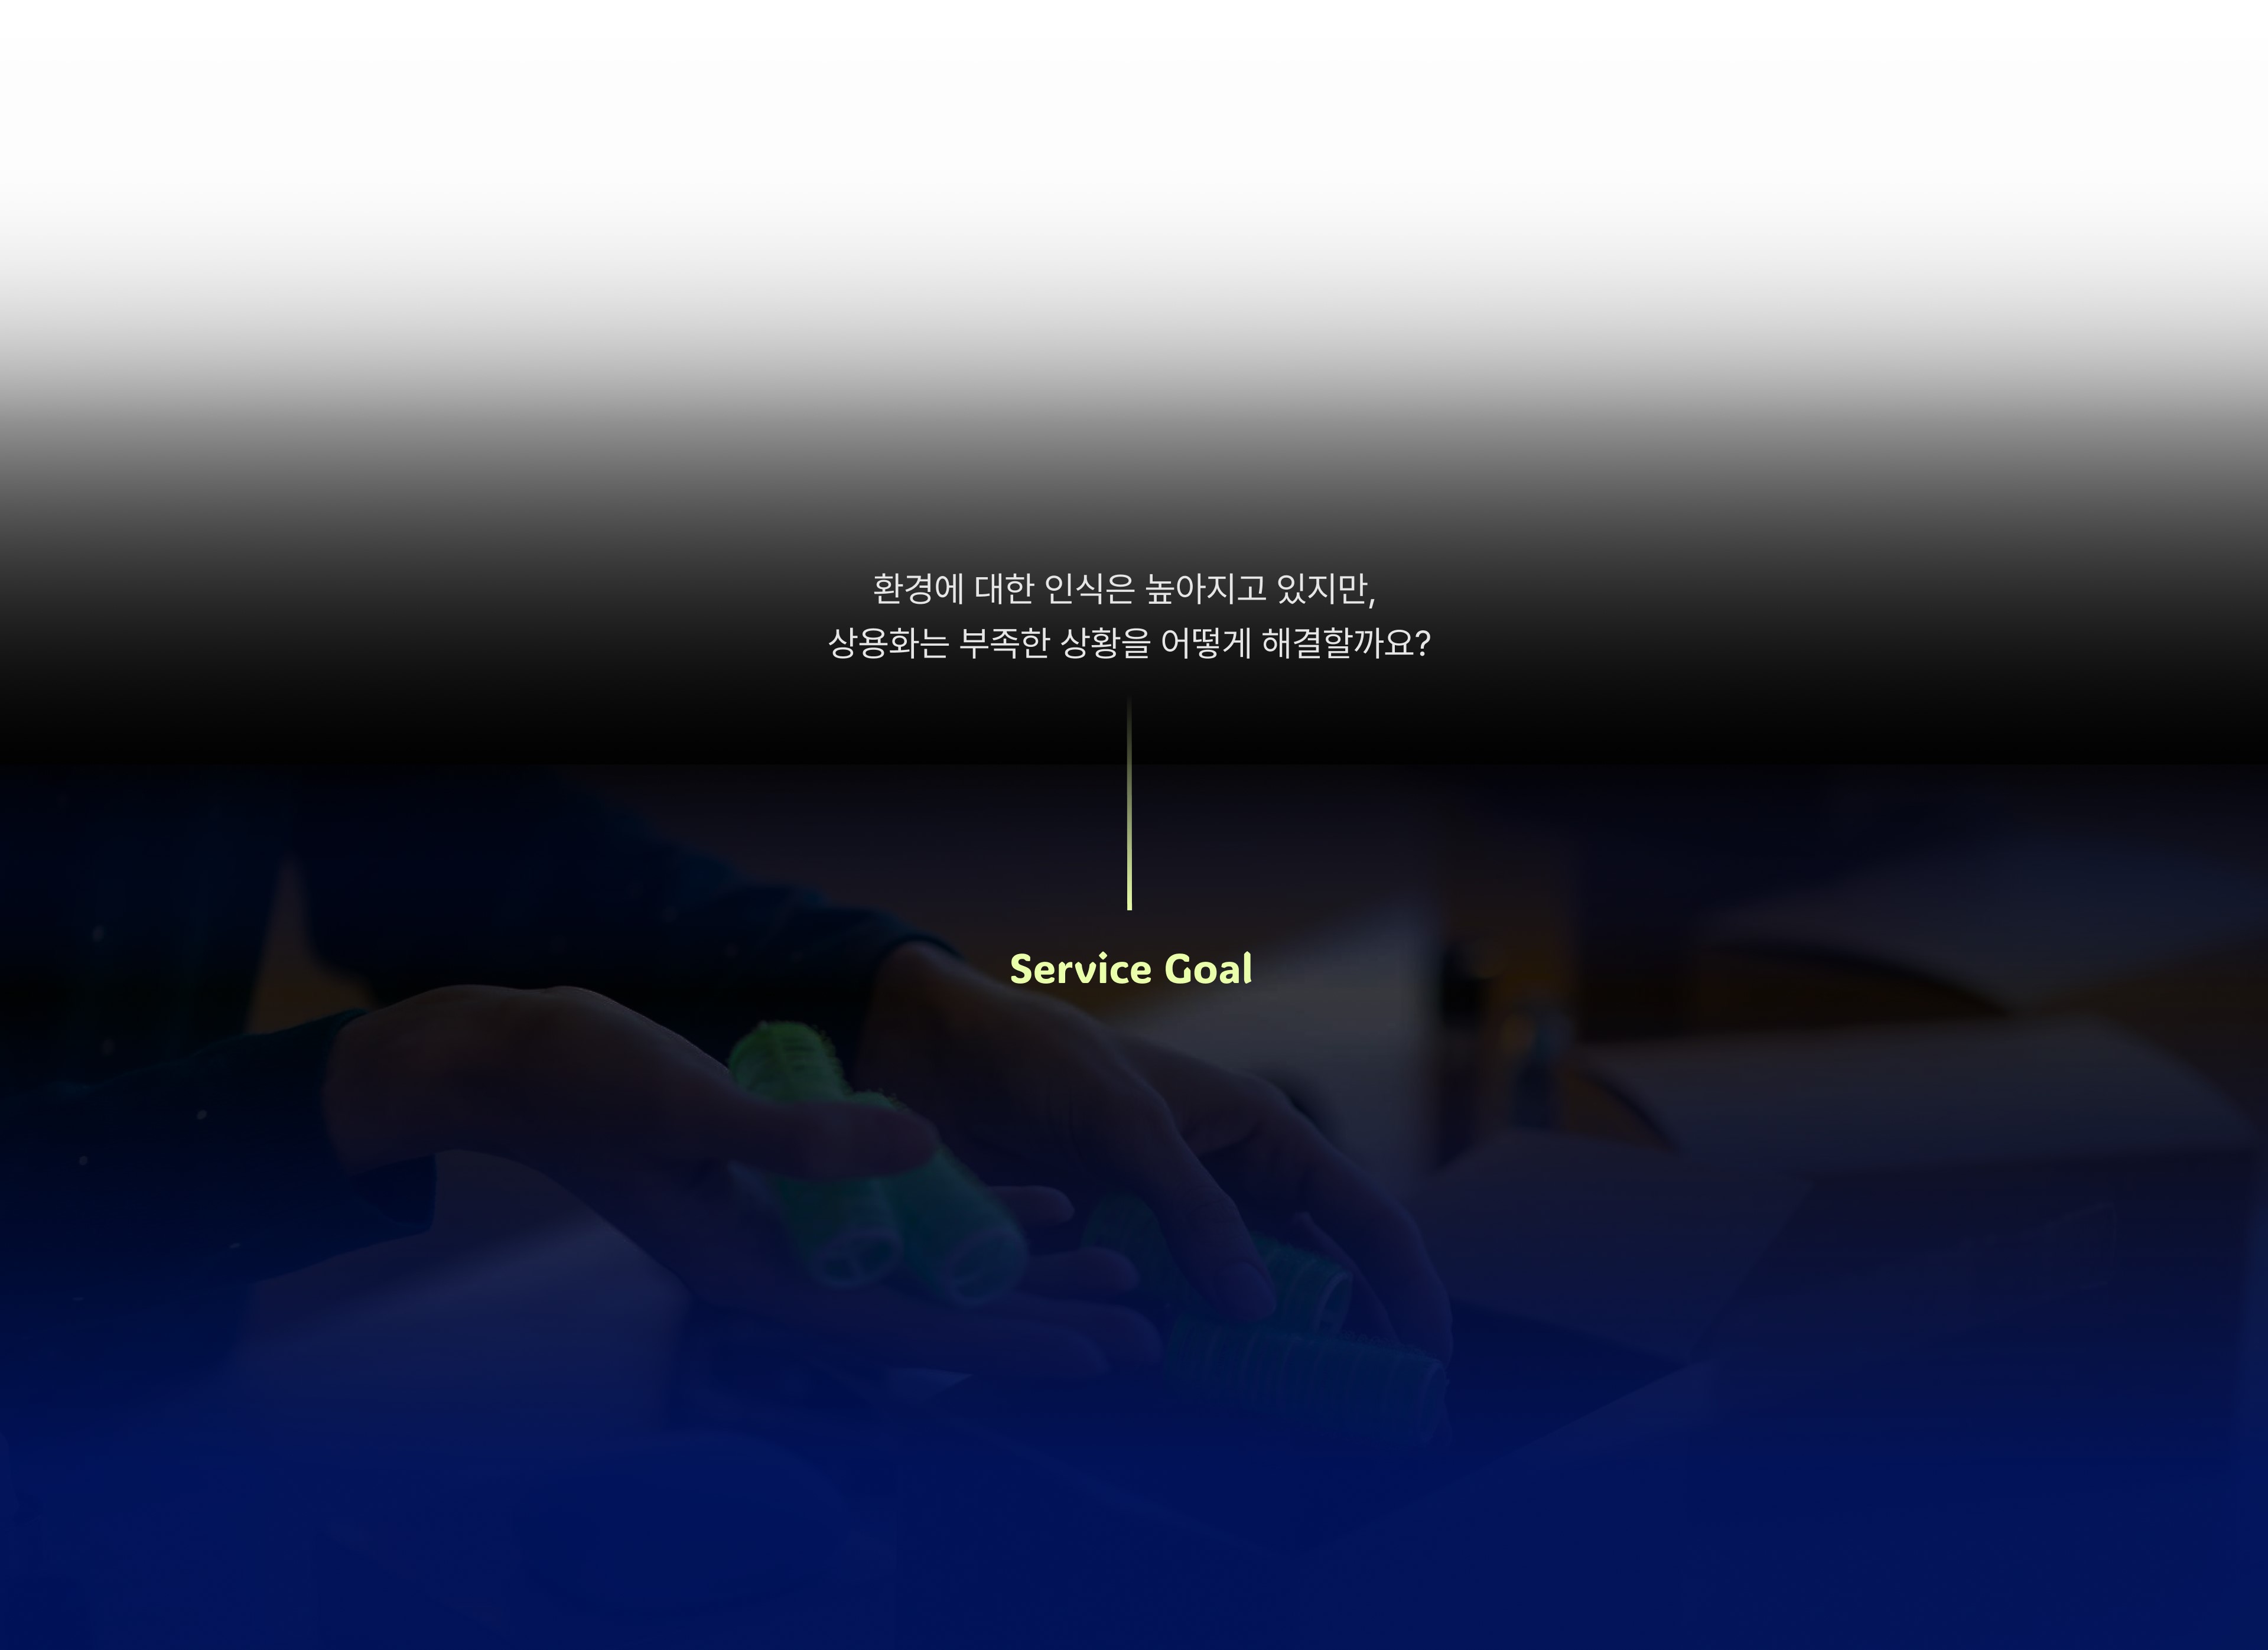 환경에 대한 인식은 높아지고 있지만,
상용화는 부족한 상황을 어떻게 해결할까요?
Service Goal